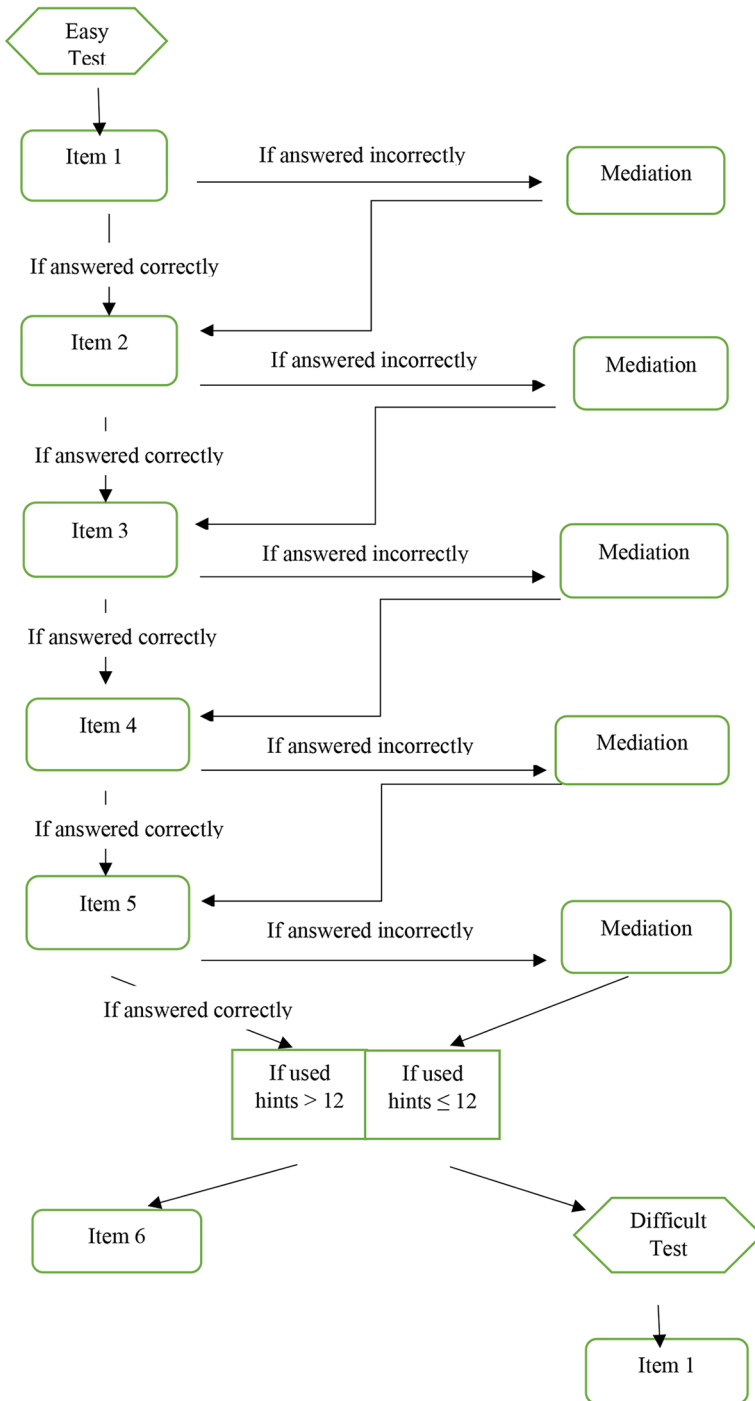 Easy
Test
Item 1
If answered incorrectly
Mediation
If answered correctly
Item 2
If answered incorrectly
Mediation
If answered correctly
Item 3
If answered incorrectly
Mediation
If answered correctly
Item 4
If answered incorrectly
Mediation
If answered correctly
Item 5
If answered incorrectly
Mediation
If answered correctly
If used
hints > 12
If used
hints ≤ 12
Item 6
Difficult
Test
Item 1